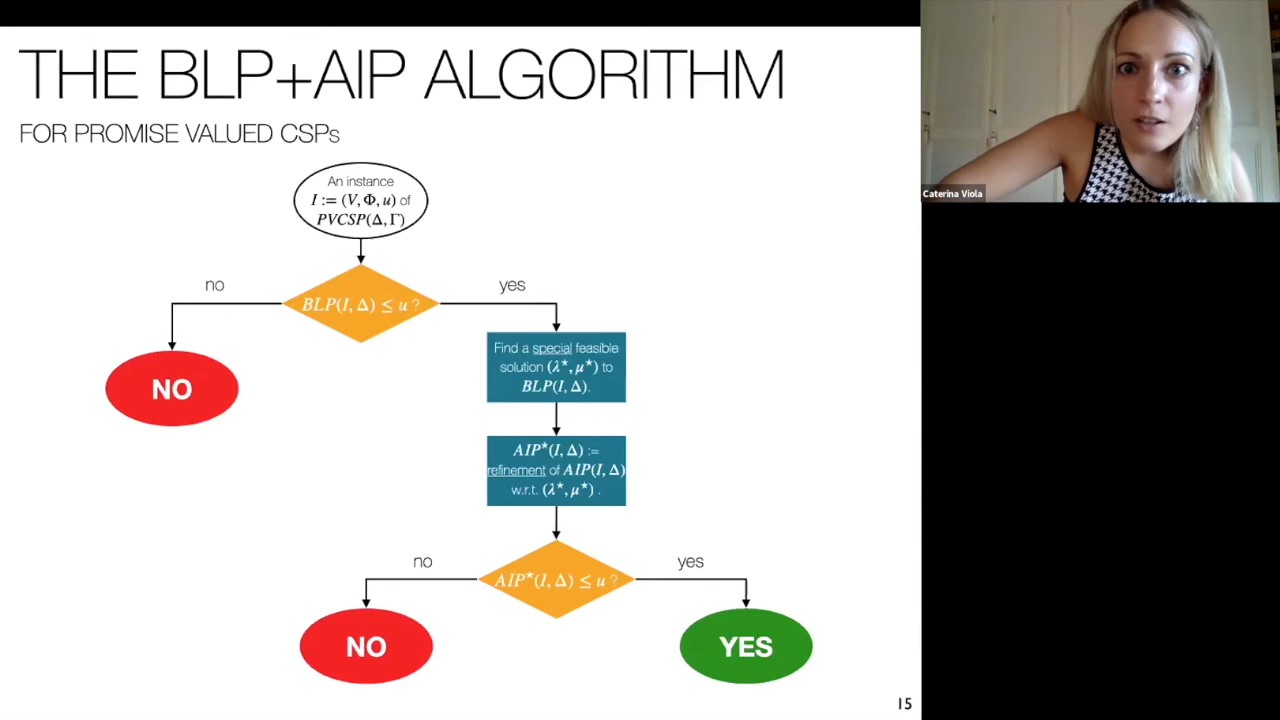 THE BLP+AIP ALGORITHM
FOR PROMISE VALUED CSPs
Caterina Viola
An instance
I := (V, Φ, u) of
PVCSP(Δ, Γ)
no
yes
BLP(I, Δ) ≤ u ?
NO
Find a special feasible
solution (λ*, μ*) to
BLP(I, Δ).
AIP*(I, Δ) :=
refinement of AIP(I, Δ)
w.r.t. (λ*, μ*) .
no
yes
AIP*(I, Δ) ≤ u ?
NO
YES
15